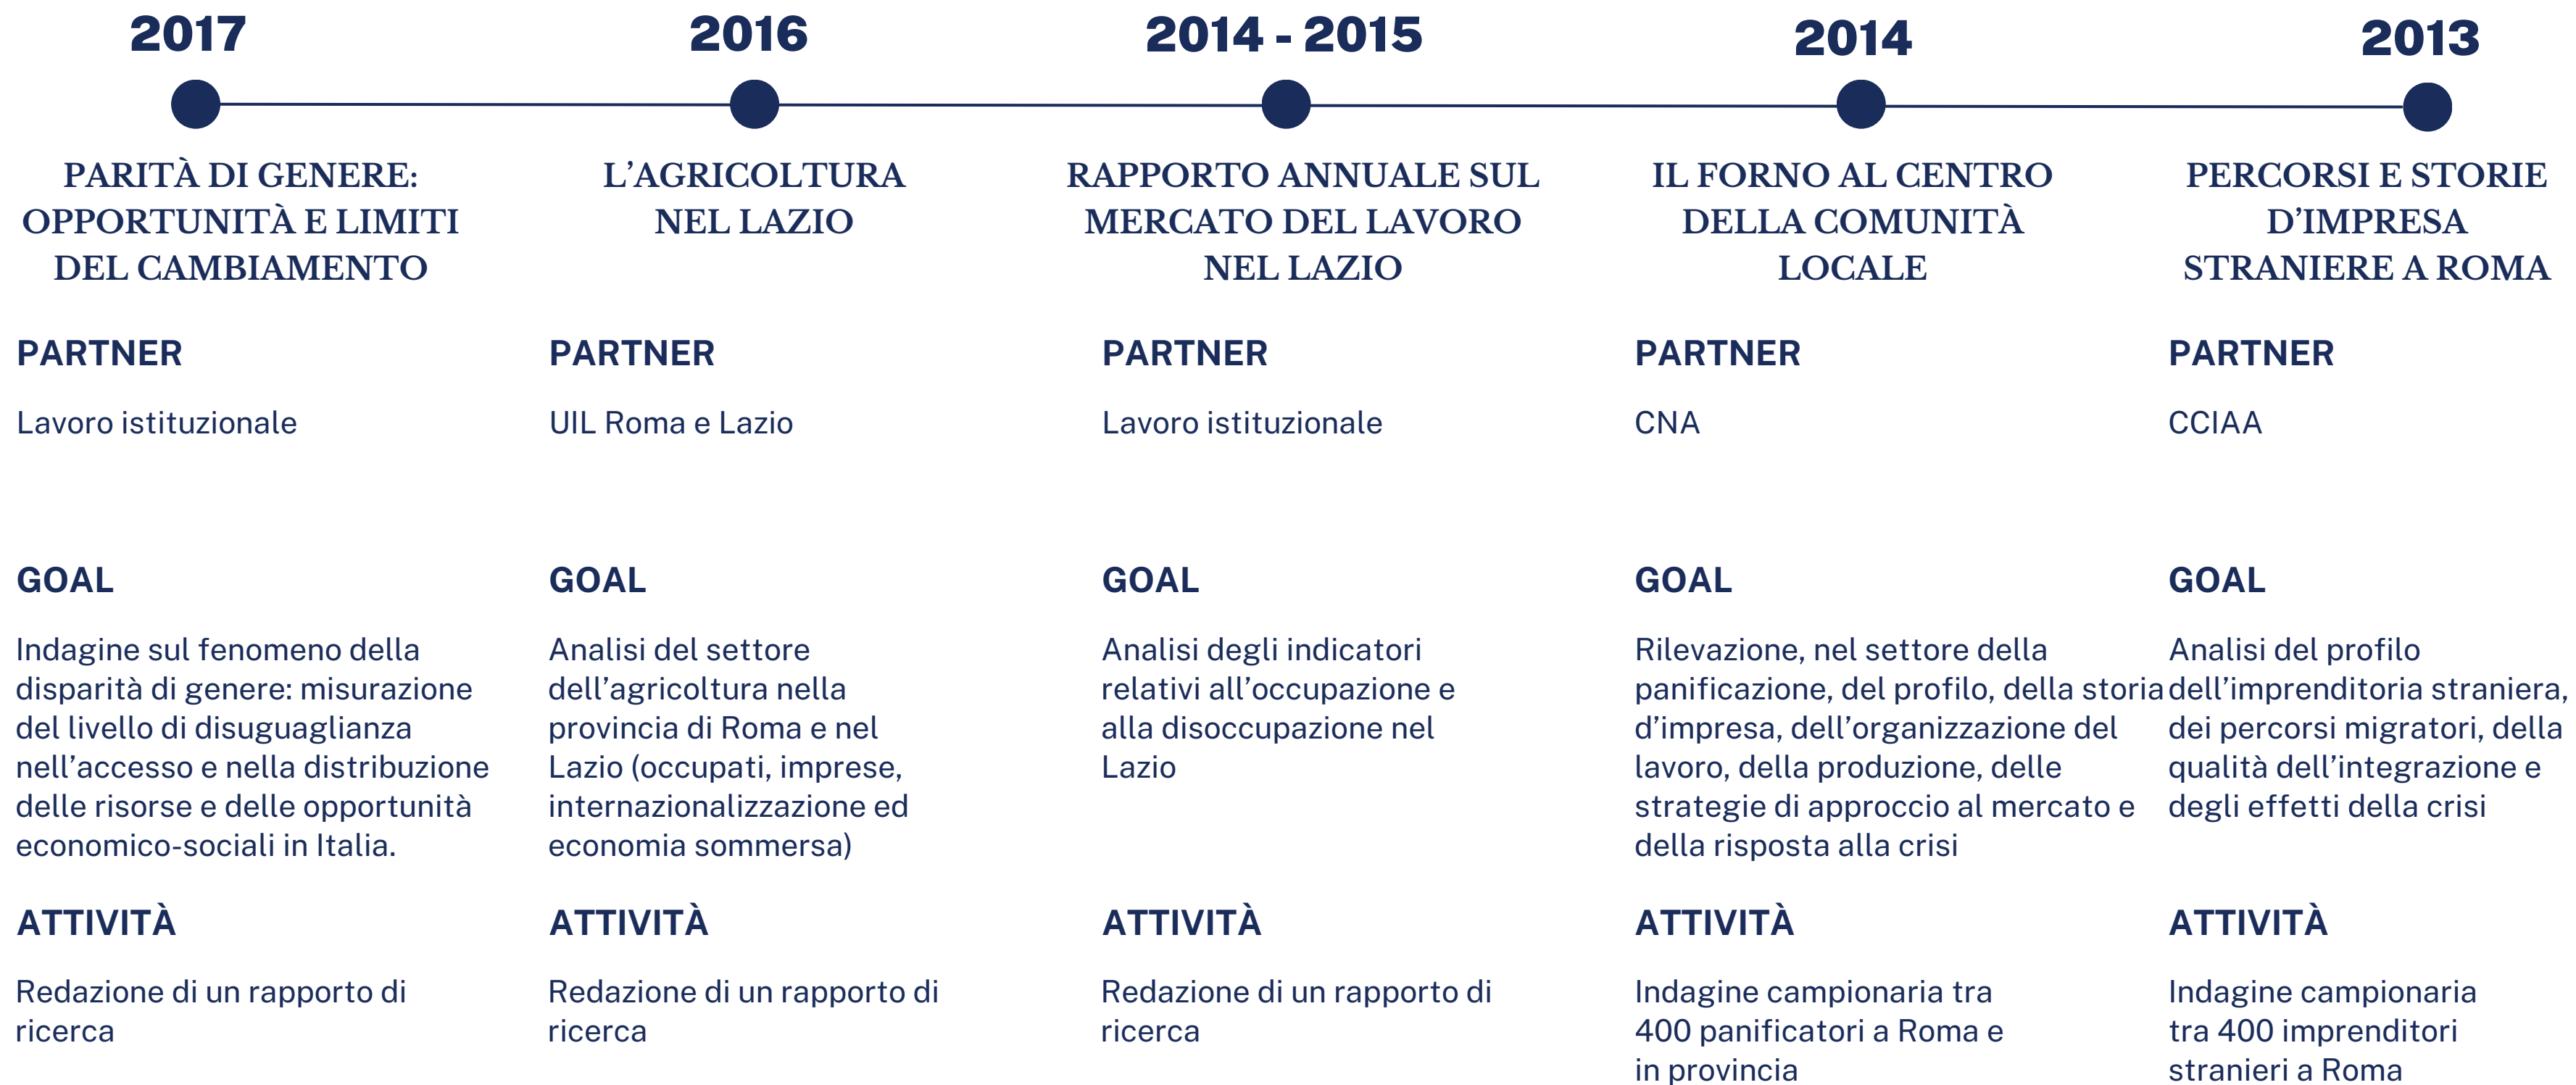 2017
PARITÀ DI GENERE:
OPPORTUNITÀ E LIMITI
DEL CAMBIAMENTO
PARTNER
Lavoro istituzionale
GOAL
Indagine sul fenomeno della
disparità di genere: misurazione
del livello di disuguaglianza
nell’accesso e nella distribuzione
delle risorse e delle opportunità
economico-sociali in Italia.
ATTIVITÀ
Redazione di un rapporto di
ricerca
2016
L’AGRICOLTURA
NEL LAZIO
PARTNER
UIL Roma e Lazio
GOAL
Analisi del settore
dell’agricoltura nella
provincia di Roma e nel
Lazio (occupati, imprese,
internazionalizzazione ed
economia sommersa)
ATTIVITÀ
Redazione di un rapporto di
ricerca
2014 - 2015
RAPPORTO ANNUALE SUL
MERCATO DEL LAVORO
NEL LAZIO
PARTNER
Lavoro istituzionale
GOAL
Analisi degli indicatori
relativi all’occupazione e
alla disoccupazione nel
Lazio
ATTIVITÀ
Redazione di un rapporto di
ricerca
2014
IL FORNO AL CENTRO
DELLA COMUNITÀ
LOCALE
PARTNER
CNA
GOAL
Rilevazione, nel settore della
panificazione, del profilo, della storia
d’impresa, dell’organizzazione del
lavoro, della produzione, delle
strategie di approccio al mercato e
della risposta alla crisi
ATTIVITÀ
Indagine campionaria tra
400 panificatori a Roma e
in provincia
2013
PERCORSI E STORIE
D’IMPRESA
STRANIERE A ROMA
PARTNER
CCIAA
GOAL
Analisi del profilo
dell’imprenditoria straniera,
dei percorsi migratori, della
qualità dell’integrazione e
degli effetti della crisi
ATTIVITÀ
Indagine campionaria
tra 400 imprenditori
stranieri a Roma